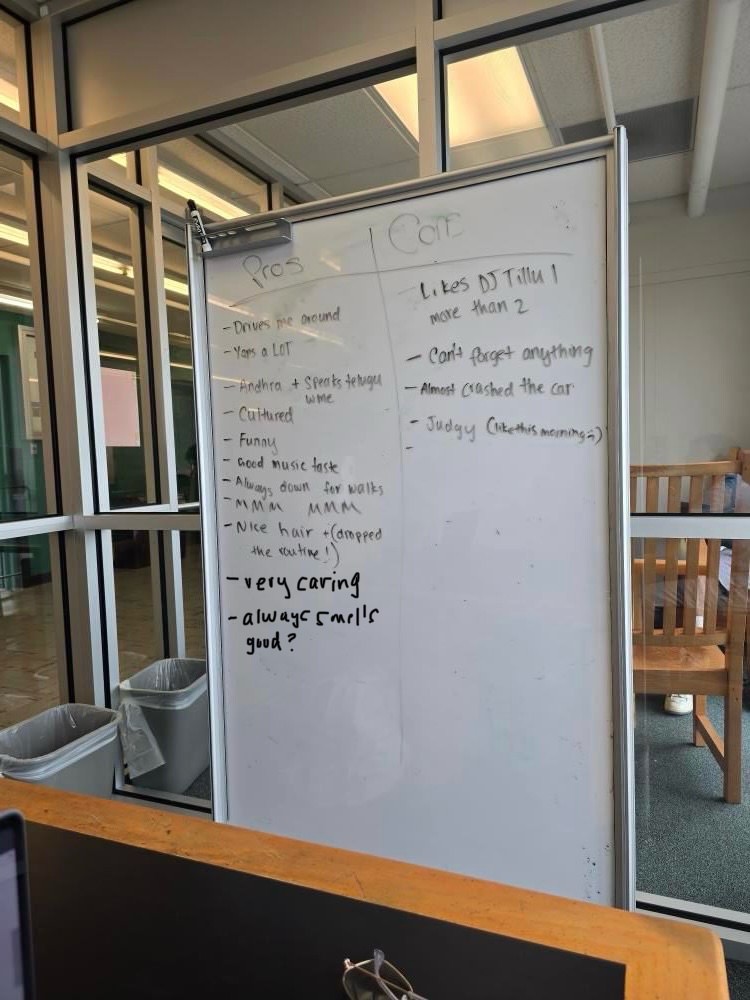 Pros
Cons
- Drives me around
- Yaps a LOT
- Andhra + Speaks telugu
wme
- Cultured
- Funny
- Good music taste
- Always down for walks
- MMM MMM
- Nice hair + (dropped
the routine!)
- very caring
- always smells
good?
Likes DJ Tillu 1
more than 2
- Can't forget anything
- Almost crashed the car
- Judgy (like this morning :))
-